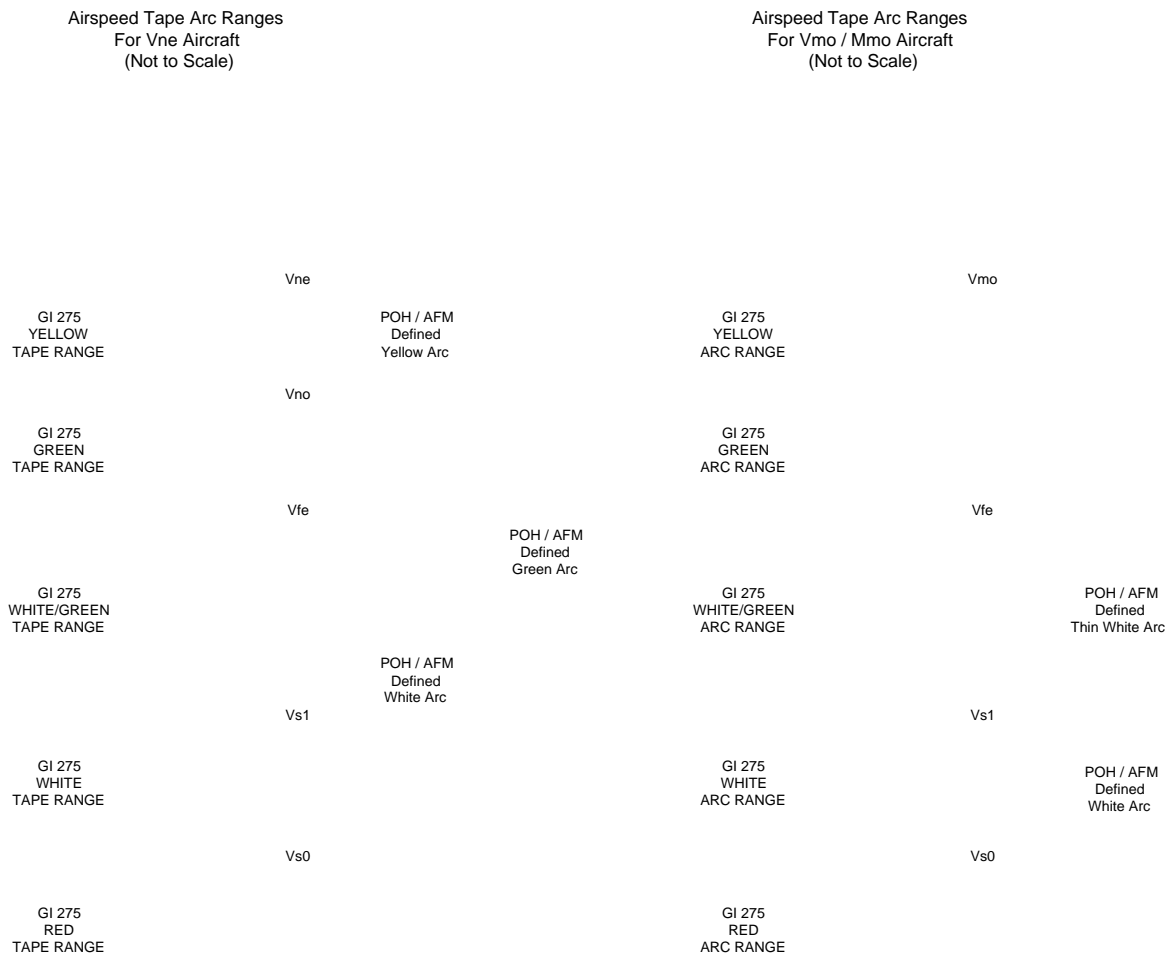 Airspeed Tape Arc Ranges
For Vne Aircraft
(Not to Scale)
Vne
GI 275
YELLOW
TAPE RANGE
POH / AFM
Defined
Yellow Arc
Vno
GI 275
GREEN
TAPE RANGE
Vfe
POH / AFM
Defined
Green Arc
GI 275
WHITE/GREEN
TAPE RANGE
POH / AFM
Defined
White Arc
Vs1
GI 275
WHITE
TAPE RANGE
Vs0
GI 275
RED
TAPE RANGE
Airspeed Tape Arc Ranges
For Vmo / Mmo Aircraft
(Not to Scale)
Vmo
GI 275
YELLOW
ARC RANGE
GI 275
GREEN
ARC RANGE
Vfe
GI 275
WHITE/GREEN
ARC RANGE
POH / AFM
Defined
Thin White Arc
Vs1
GI 275
WHITE
ARC RANGE
POH / AFM
Defined
White Arc
Vs0
GI 275
RED
ARC RANGE